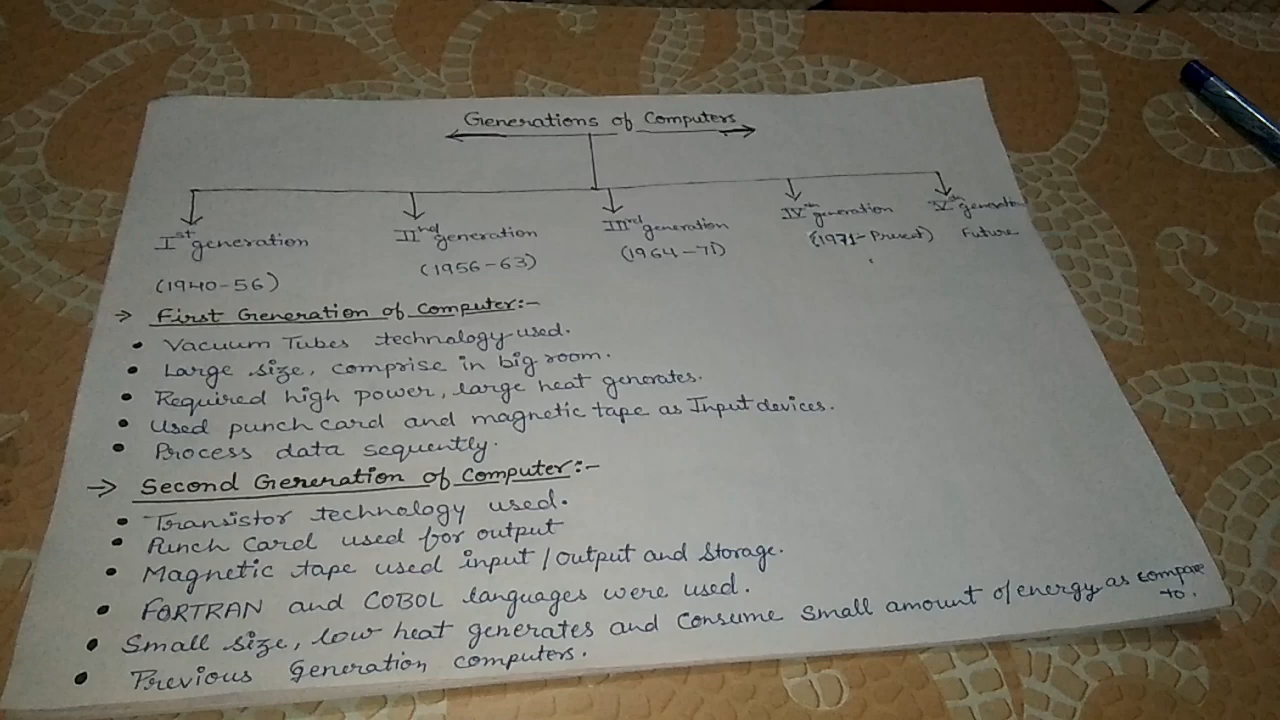 Generations of Computers
Ist generation
IInd generation
IIIrd generation
IVth generation
Vth generation
(1940-56)
(1956-63)
(1964-71)
(1971-Present)
Future
→ First Generation of Computer:-
• Vacuum Tubes technology used.
• Large size, comprise in big room.
• Required high power, large heat generates.
• Used punch card and magnetic tape as Input devices.
• Process data sequently.
→ Second Generation of Computer:-
• Transistor technology used.
• Punch Card used for output
• Magnetic tape used input/output and Storage.
• FORTRAN and COBOL languages were used.
• Small size, low heat generates and Consume Small amount of energy as compare to.
• Previous Generation computers.